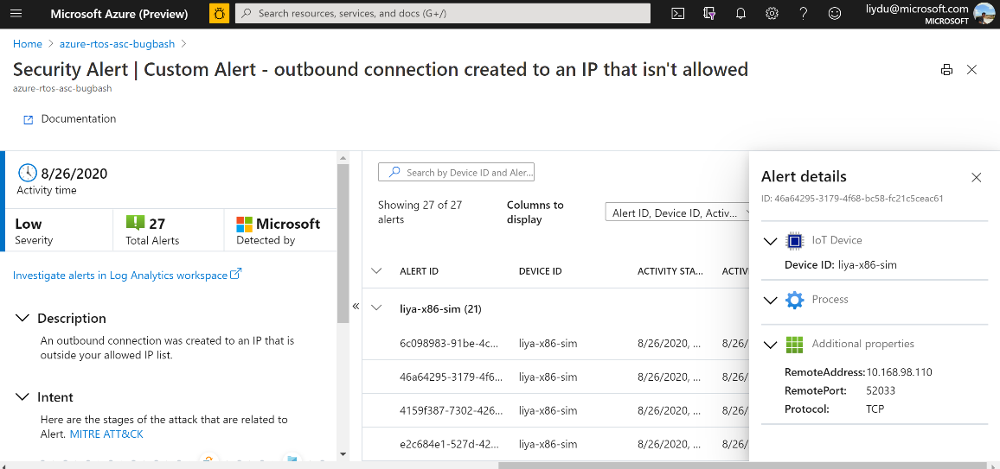 Microsoft Azure (Preview)
Search resources, services, and docs (G+/)
liydu@microsoft.com
MICROSOFT
Home > azure-rtos-asc-bugbash >
Security Alert | Custom Alert - outbound connection created to an IP that isn't allowed
azure-rtos-asc-bugbash
Documentation
8/26/2020
Activity time
Low
Severity
27
Total Alerts
Microsoft
Detected by
Investigate alerts in Log Analytics workspace
Description
An outbound connection was created to an IP that is
outside your allowed IP list.
Intent
Here are the stages of the attack that are related to
Alert. MITRE ATT&CK
Search by Device ID and Aler...
Showing 27 of 27
alerts
Columns to
display
Alert ID, Device ID, Activ...
ALERT ID DEVICE ID ACTIVITY STA... ACTIV
liya-x86-sim (21)
6c098983-91be-4c... liya-x86-sim 8/26/2020, ... 8/26/
46a64295-3179-4f6... liya-x86-sim 8/26/2020, ... 8/26/
4159f387-7302-426... liya-x86-sim 8/26/2020, ... 8/26/
e2c684e1-527d-42... liya-x86-sim 8/26/2020, ... 8/26/
Alert details
ID: 46a64295-3179-4f68-bc58-fc21c5ceac61
IoT Device
Device ID: liya-x86-sim
Process
Additional properties
RemoteAddress: 10.168.98.110
RemotePort: 52033
Protocol: TCP